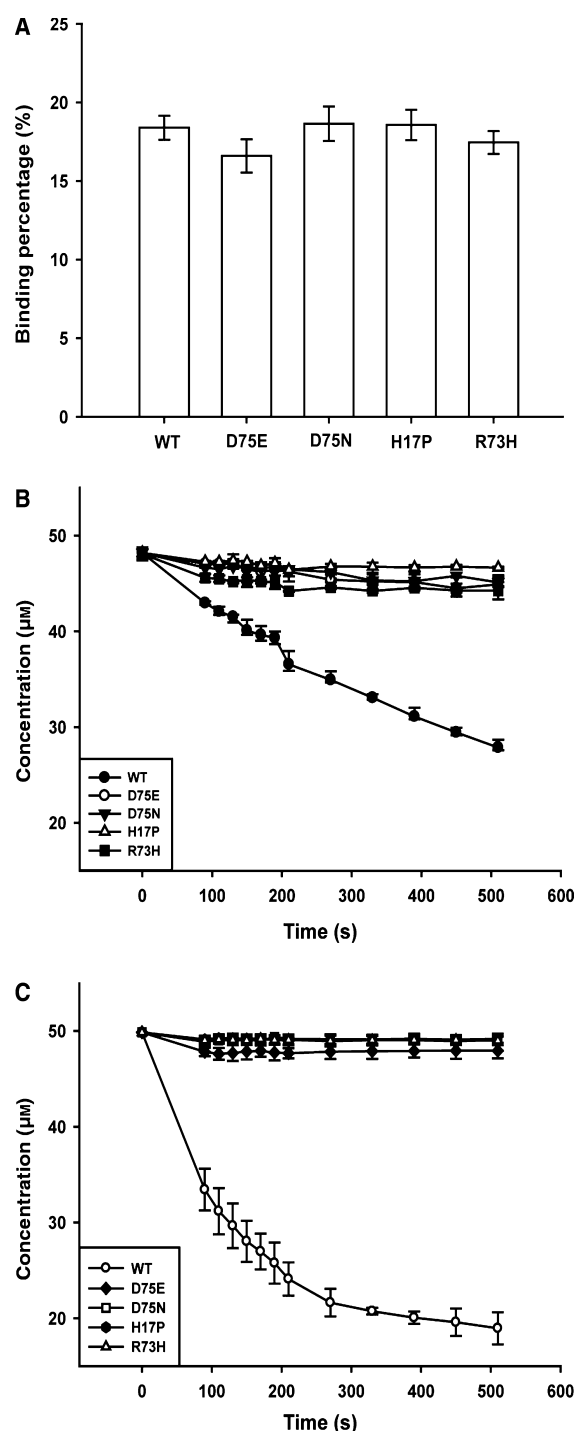 A
25
20
15
10
5
0
Binding percentage (%)
WT D75E D75N H17P R73H
B
50
40
30
20
Concentration (μM)
WT
D75E
D75N
H17P
R73H
0 100 200 300 400 500 600
Time (s)
C
50
40
30
20
Concentration (μM)
WT
D75E
D75N
H17P
R73H
0 100 200 300 400 500 600
Time (s)